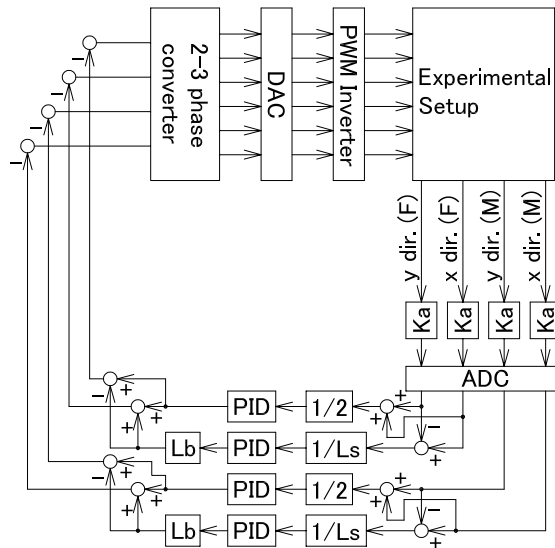 2-3 phase
converter
DAC
PWM Inverter
Experimental
Setup
-
-
-
-
y dir. (F)
x dir. (F)
y dir. (M)
x dir. (M)
Ka
Ka
Ka
Ka
ADC
- +
+ +
PID
1/2
+ +
-
+
Lb
PID
1/Ls
- +
+ +
PID
1/2
+ +
-
+
Lb
PID
1/Ls